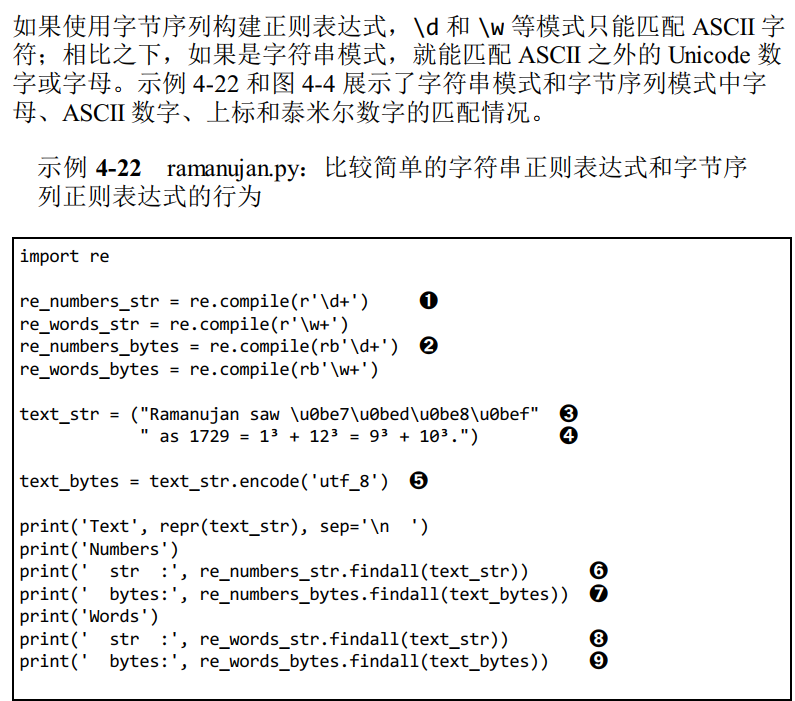 如果使用字节序列构建正则表达式，\d 和 \w 等模式只能匹配 ASCII 字
符；相比之下，如果是字符串模式，就能匹配 ASCII 之外的 Unicode 数
字或字母。示例 4-22 和图 4-4 展示了字符串模式和字节序列模式中字
母、ASCII 数字、上标和泰米尔数字的匹配情况。
示例 4-22 ramanujan.py：比较简单的字符串正则表达式和字节序
列正则表达式的行为
import re
re_numbers_str = re.compile(r'\d+') ❶
re_words_str = re.compile(r'\w+')
re_numbers_bytes = re.compile(rb'\d+') ❷
re_words_bytes = re.compile(rb'\w+')
text_str = ("Ramanujan saw \u0be7\u0bed\u0be8\u0bef" ❸
            " as 1729 = 1³ + 12³ = 9³ + 10³.") ❹
text_bytes = text_str.encode('utf_8') ❺
print('Text', repr(text_str), sep='\n  ')
print('Numbers')
print('  str  :', re_numbers_str.findall(text_str)) ❻
print('  bytes:', re_numbers_bytes.findall(text_bytes)) ❼
print('Words')
print('  str  :', re_words_str.findall(text_str)) ❽
print('  bytes:', re_words_bytes.findall(text_bytes)) ❾